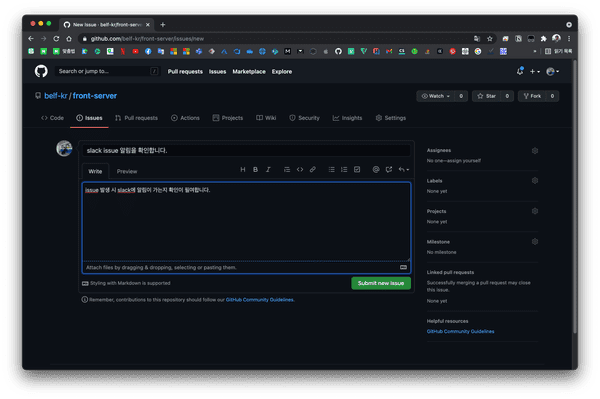 New Issue · belf-kr/front-server
github.com/belf-kr/front-server/issues/new
맞춤법
읽기 목록
Search or jump to...
/
Pull requests Issues Marketplace Explore
belf-kr / front-server
Watch 0 Star 0 Fork 0
Code Issues Pull requests Actions Projects Wiki Security Insights Settings
slack issue 알림을 확인합니다.
Write Preview
issue 발생 시 slack에 알림이 가는지 확인이 필여합니다.
Attach files by dragging & dropping, selecting or pasting them.
Styling with Markdown is supported
Submit new issue
Remember, contributions to this repository should follow our GitHub Community Guidelines.
Assignees
No one—assign yourself
Labels
None yet
Projects
None yet
Milestone
No milestone
Linked pull requests
Successfully merging a pull request may close
this issue.
None yet
Helpful resources
GitHub Community Guidelines